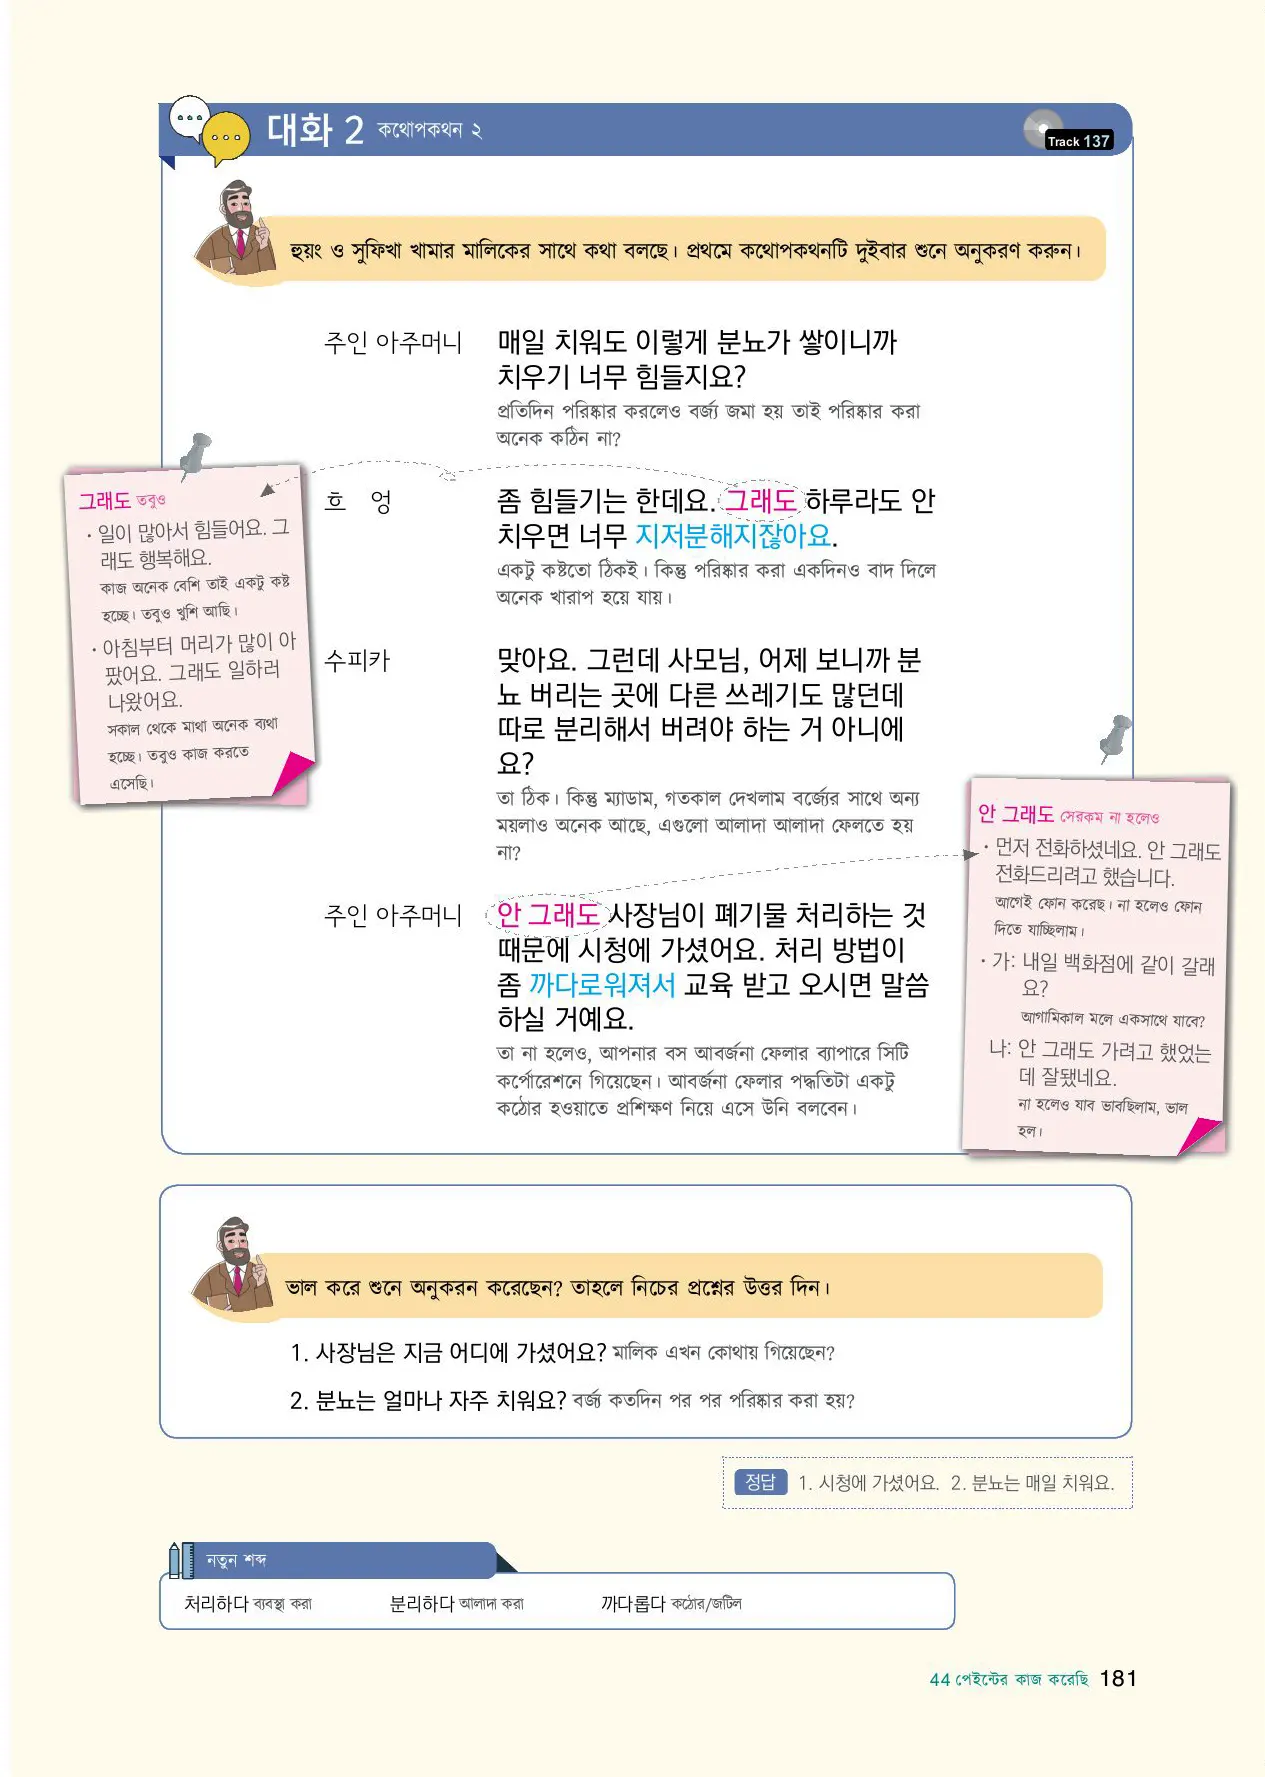 대화 2 কথোপকথন ২
Track 137
হুয়ং ও সুফিখা খামার মালিকের সাথে কথা বলছে। প্রথমে কথোপকথনটি দুইবার শুনে অনুকরণ করুন।
주인 아주머니 매일 치워도 이렇게 분뇨가 쌓이니까
치우기 너무 힘들지요?
প্রতিদিন পরিষ্কার করলেও বর্জ্য জমা হয় তাই পরিষ্কার করা
অনেক কঠিন না?
흐 엉 좀 힘들기는 한데요. 그래도 하루라도 안
치우면 너무 지저분해지잖아요.
একটু কষ্টতো ঠিকই। কিন্তু পরিষ্কার করা একদিনও বাদ দিলে
অনেক খারাপ হয়ে যায়।
수피카 맞아요. 그런데 사모님, 어제 보니까 분
뇨 버리는 곳에 다른 쓰레기도 많던데
따로 분리해서 버려야 하는 거 아니에
요?
তা ঠিক। কিন্তু ম্যাডাম, গতকাল দেখলাম বর্জ্যের সাথে অন্য
ময়লাও অনেক আছে, এগুলো আলাদা আলাদা ফেলতে হয়
না?
주인 아주머니 안 그래도 사장님이 폐기물 처리하는 것
때문에 시청에 가셨어요. 처리 방법이
좀 까다로워져서 교육 받고 오시면 말씀
하실 거예요.
তা না হলেও, আপনার বস আবর্জনা ফেলার ব্যাপারে সিটি
কর্পোরেশনে গিয়েছেন। আবর্জনা ফেলার পদ্ধতিটা একটু
কঠোর হওয়াতে প্রশিক্ষণ নিয়ে এসে উনি বলবেন।
그래도 তবুও
· 일이 많아서 힘들어요. 그
래도 행복해요.
কাজ অনেক বেশি তাই একটু কষ্ট
হচ্ছে। তবুও খুশি আছি।
· 아침부터 머리가 많이 아
팠어요. 그래도 일하러
나왔어요.
সকাল থেকে মাথা অনেক ব্যথা
হচ্ছে। তবুও কাজ করতে
এসেছি।
안 그래도 সেরকম না হলেও
· 먼저 전화하셨네요. 안 그래도
전화드리려고 했습니다.
আগেই ফোন করেছ। না হলেও ফোন
দিতে যাচ্ছিলাম।
· 가: 내일 백화점에 같이 갈래
요?
আগামিকাল মলে একসাথে যাবে?
나: 안 그래도 가려고 했었는
데 잘됐네요.
না হলেও যাব ভাবছিলাম, ভাল
হল।
ভাল করে শুনে অনুকরন করেছেন? তাহলে নিচের প্রশ্নের উত্তর দিন।
1. 사장님은 지금 어디에 가셨어요? মালিক এখন কোথায় গিয়েছেন?
2. 분뇨는 얼마나 자주 치워요? বর্জ্য কতদিন পর পর পরিষ্কার করা হয়?
정답 1. 시청에 가셨어요. 2. 분뇨는 매일 치워요.
নতুন শব্দ
처리하다 ব্যবস্থা করা 분리하다 আলাদা করা 까다롭다 কঠোর/জটিল
44 পেইন্টের কাজ করেছি 181